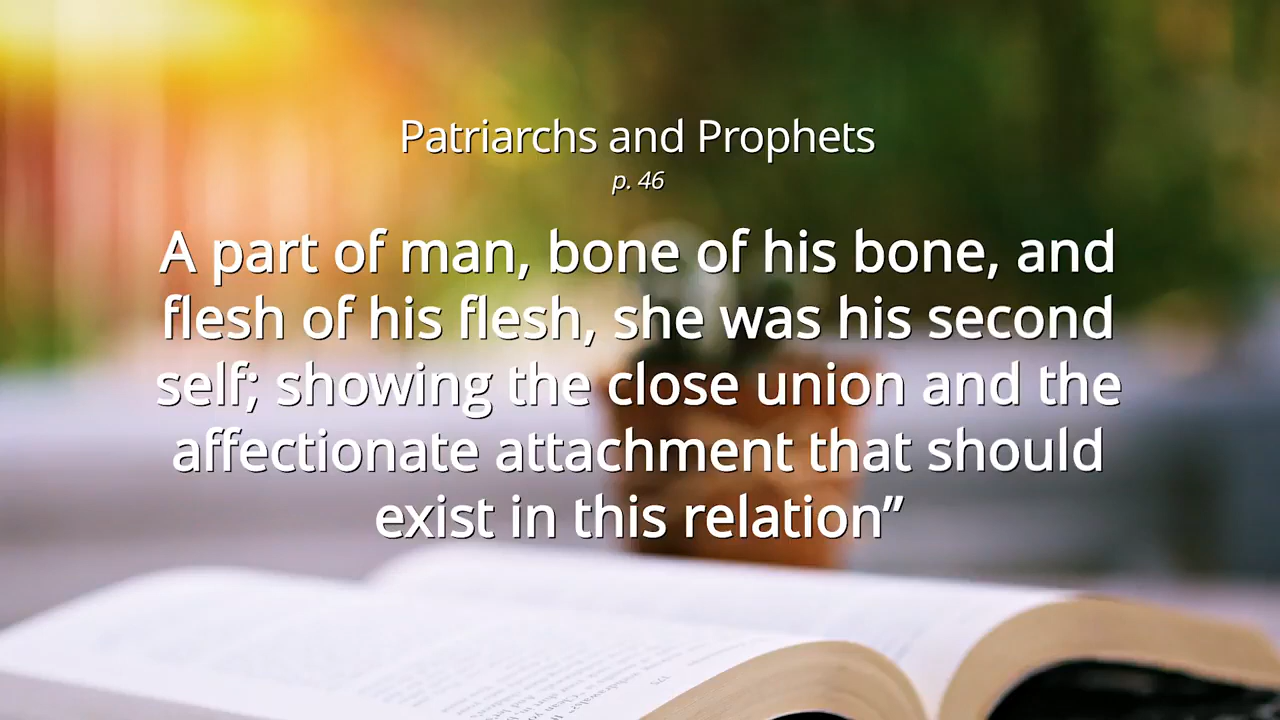 Patriarchs and Prophets
p. 46
A part of man, bone of his bone, and
flesh of his flesh, she was his second
self; showing the close union and the
affectionate attachment that should
exist in this relation”